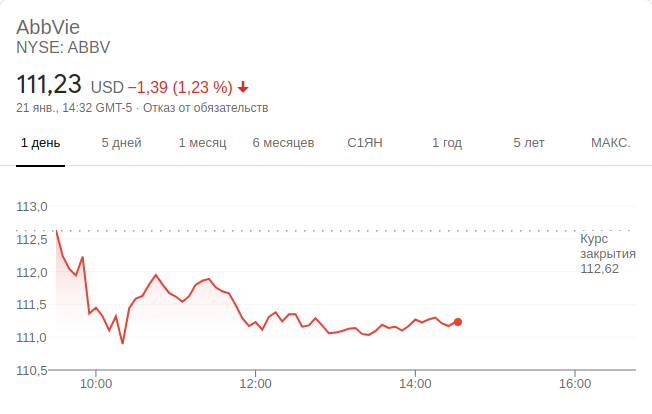 AbbVie
NYSE: ABBV
111,23 USD −1,39 (1,23 %)
21 янв., 14:32 GMT-5 · Отказ от обязательств
1 день 5 дней 1 месяц 6 месяцев С1ЯН 1 год 5 лет МАКС.
113,0
112,5
112,0
111,5
111,0
110,5
Курс
закрытия
112,62
10:00 12:00 14:00 16:00